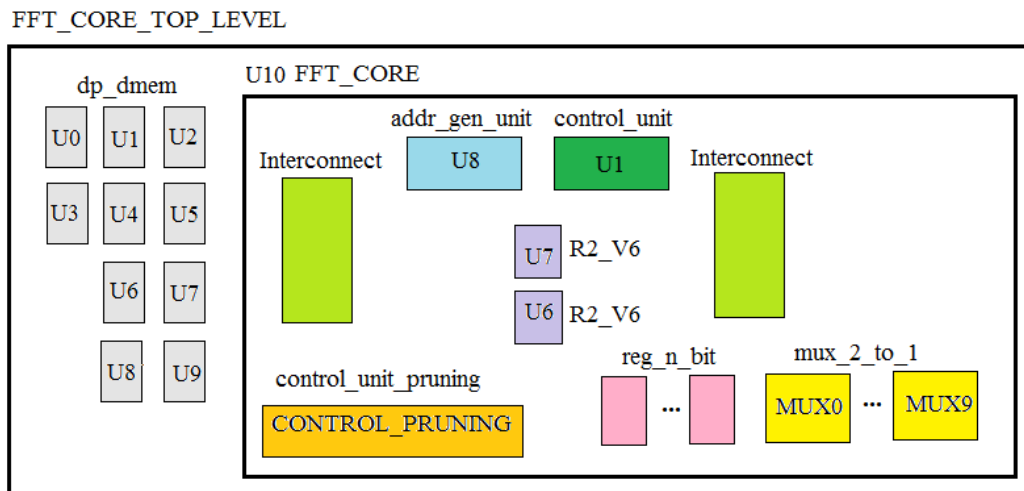 FFT_CORE_TOP_LEVEL
dp_dmem
U0 U1 U2
U3 U4 U5
U6 U7
U8 U9
U10 FFT_CORE
addr_gen_unit control_unit
U8 U1
Interconnect
Interconnect
U7 R2_V6
U6 R2_V6
control_unit_pruning
CONTROL_PRUNING
reg_n_bit
...
mux_2_to_1
MUX0 ... MUX9